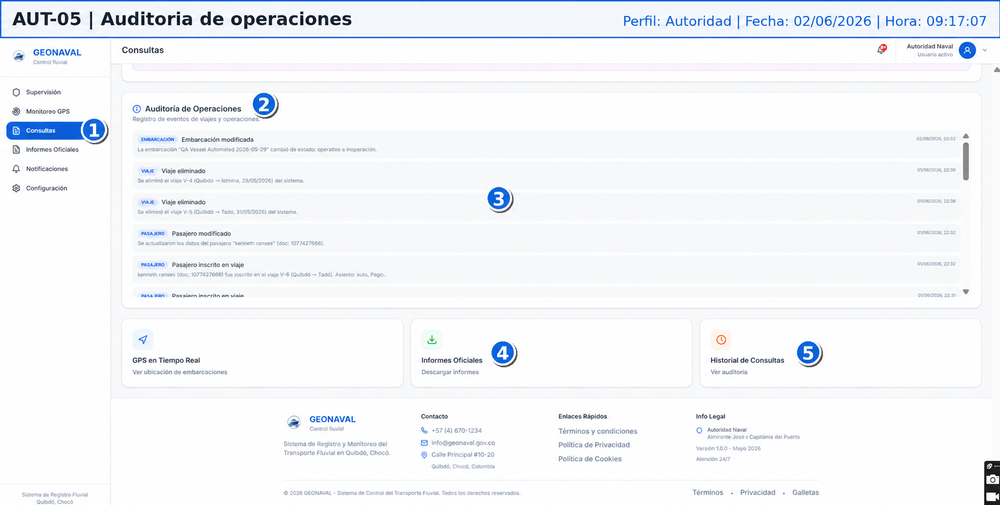 AUT-05 | Auditoria de operaciones
Perfil: Autoridad | Fecha: 02/06/2026 | Hora: 09:17:07
GEONAVAL
Control fluvial
Consultas
Autoridad Naval
Usuario activo
Supervisión
Monitoreo GPS
Consultas
1
Informes Oficiales
Notificaciones
Configuración
Sistema de Registro Fluvial
Quibdó, Chocó
Auditoría de Operaciones
2
Registro de eventos de viajes y operaciones.
EMBARCACIÓN Embarcación modificada
02/06/2026, 03:52
La embarcación "QA Vessel Automated 2026-05-29" cambió de estado: operativo a inoperación.
VIAJE Viaje eliminado
01/06/2026, 22:39
Se eliminó el viaje V-4 (Quibdó → Istmina, 29/05/2026) del sistema.
3
VIAJE Viaje eliminado
01/06/2026, 22:38
Se eliminó el viaje V-5 (Quibdó → Tadó, 31/05/2026) del sistema.
PASAJERO Pasajero modificado
01/06/2026, 22:32
Se actualizaron los datos del pasajero "kenneth ranses" (doc: 1077427666).
PASAJERO Pasajero inscrito en viaje
01/06/2026, 22:32
kenneth ranses (doc: 1077427666) fue inscrito en el viaje V-6 (Quibdó → Tadó). Asiento: auto, Pago:.
PASAJERO Pasajero inscrito en viaje
01/06/2026, 22:31
GPS en Tiempo Real
Ver ubicación de embarcaciones
Informes Oficiales
4
Descargar informes
Historial de Consultas
5
Ver auditoría
GEONAVAL
Control fluvial
Sistema de Registro y Monitoreo del
Transporte Fluvial en Quibdó, Chocó.
Contacto
+57 (4) 670-1234
info@geonaval.gov.co
Calle Principal #10-20
Quibdó, Chocó, Colombia
Enlaces Rápidos
Términos y condiciones
Política de Privacidad
Política de Cookies
Info Legal
Autoridad Naval
Almirante José o Capitámia del Puerto
Versión 1.0.0 - Mayo 2026
Atención 24/7
© 2026 GEONAVAL - Sistema de Control del Transporte Fluvial. Todos los derechos reservados.
Términos • Privacidad • Galletas